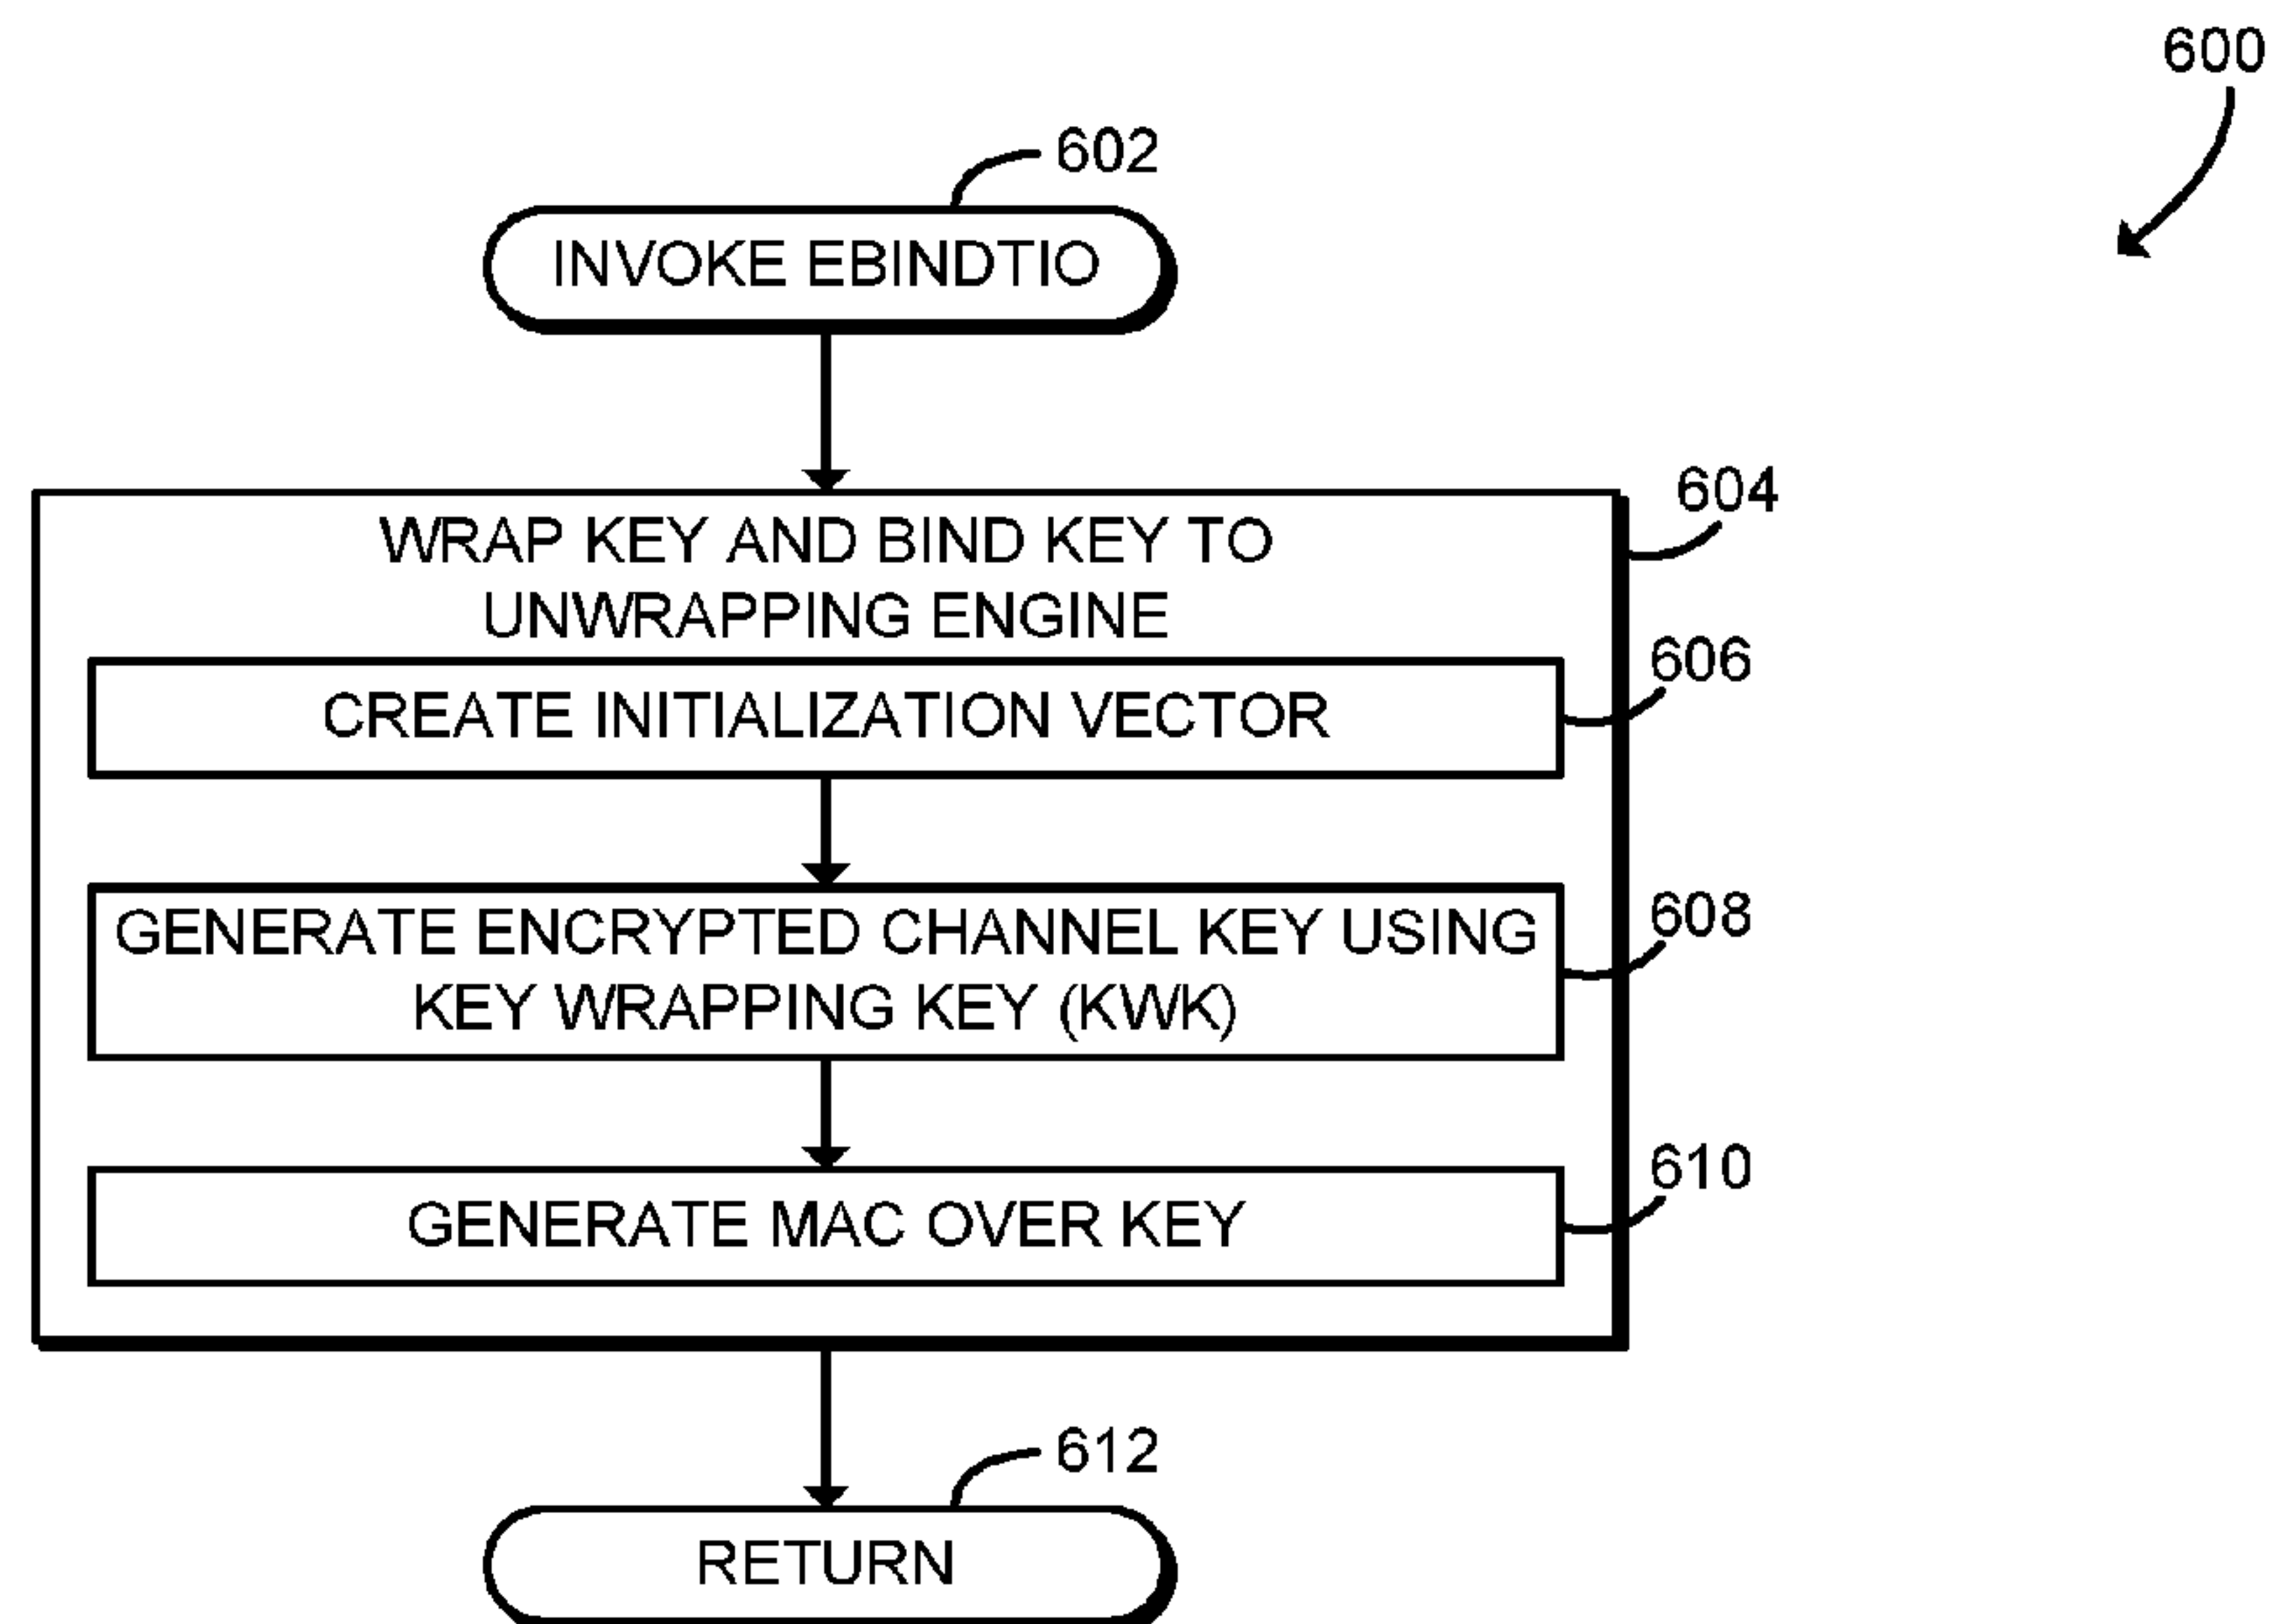 600
602
INVOKE EBINDTIO
604
WRAP KEY AND BIND KEY TO
UNWRAPPING ENGINE
606
CREATE INITIALIZATION VECTOR
608
GENERATE ENCRYPTED CHANNEL KEY USING
KEY WRAPPING KEY (KWK)
610
GENERATE MAC OVER KEY
612
RETURN